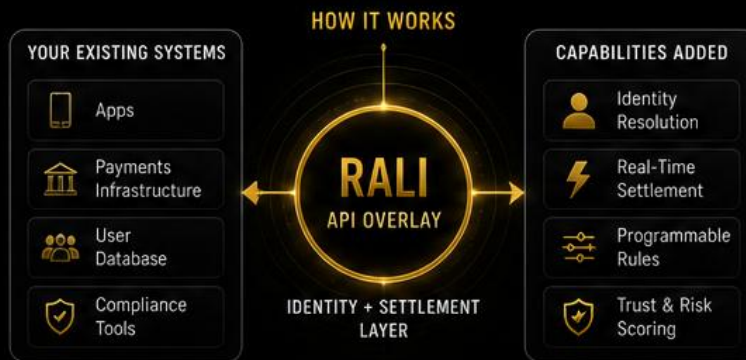 HOW IT WORKS
YOUR EXISTING SYSTEMS
Apps
Payments
Infrastructure
User
Database
Compliance
Tools
RALI
API OVERLAY
IDENTITY + SETTLEMENT
LAYER
CAPABILITIES ADDED
Identity
Resolution
Real-Time
Settlement
Programmable
Rules
Trust & Risk
Scoring